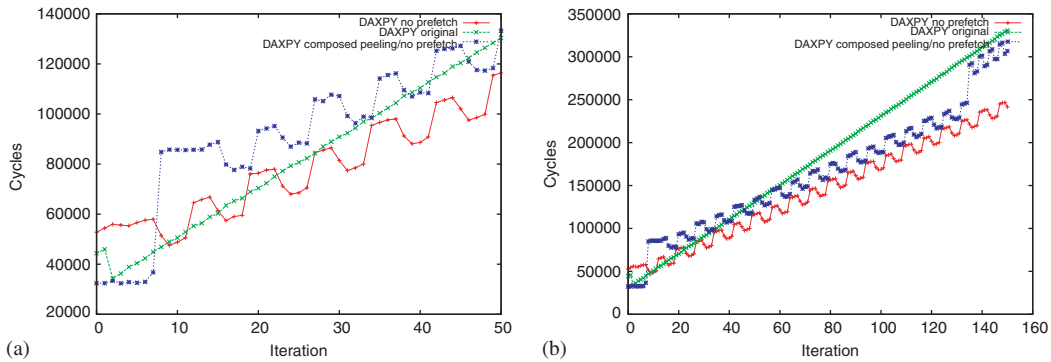 140000
120000
100000
80000
60000
40000
20000
Cycles
0
10
20
30
40
50
Iteration
DAXPY no prefetch
DAXPY original
DAXPY composed peeling/no prefetch
(a)
350000
300000
250000
200000
150000
100000
50000
0
Cycles
0
20
40
60
80
100
120
140
160
Iteration
DAXPY no prefetch
DAXPY original
DAXPY composed peeling/no prefetch
(b)